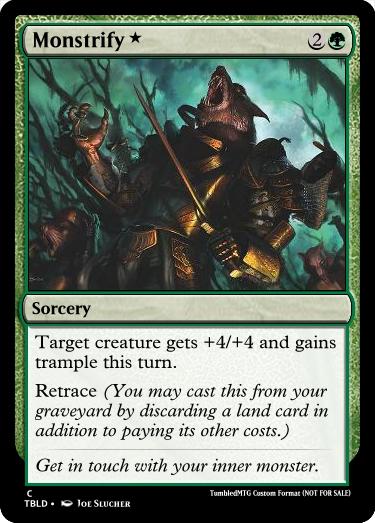 Monstrify ★ 2
Sorcery
Target creature gets +4/+4 and gains
trample this turn.
Retrace (You may cast this from your
graveyard by discarding a land card in
addition to paying its other costs.)
Get in touch with your inner monster.
C
TBLD • Joe Slucher
TumbledMTG Custom Format (NOT FOR SALE)